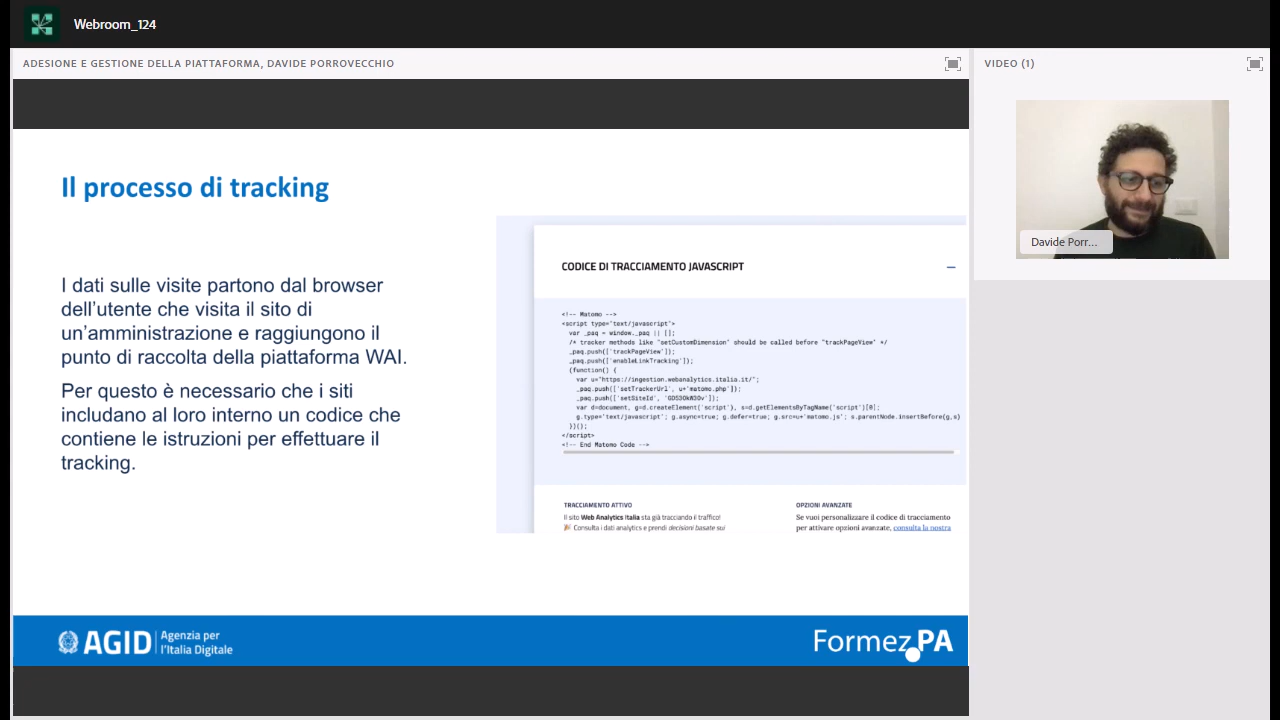 Webroom_124
ADESIONE E GESTIONE DELLA PIATTAFORMA, DAVIDE PORROVECCHIO
VIDEO (1)
Davide Porr...
Il processo di tracking
I dati sulle visite partono dal browser
dell'utente che visita il sito di
un'amministrazione e raggiungono il
punto di raccolta della piattaforma WAI.
Per questo è necessario che i siti
includano al loro interno un codice che
contiene le istruzioni per effettuare il
tracking.
CODICE DI TRACCIAMENTO JAVASCRIPT
<!-- Matomo -->
<script type="text/javascript">
var _paq = window._paq || [];
/* tracker methods like "setCustomDimension" should be called before "trackPageView" */
_paq.push(['trackPageView']);
_paq.push(['enableLinkTracking']);
(function() {
var u="https://ingestion.webanalytics.italia.it/";
_paq.push(['setTrackerUrl', u+'matomo.php']);
_paq.push(['setSiteId', ']);
var d=document, g=d.createElement('script'), s=d.getElementsByTagName('script')[0];
g.type='text/javascript'; g.async=true; g.defer=true; g.src=u+'matomo.js'; s.parentNode.insertBefore(g,s)
})();
</script>
<!-- End Matomo Code -->
TRACCIAMENTO ATTIVO
Il sito Web Analytics Italia sta già tracciando il traffico!
Consulta i dati analytics e prendi decisioni basate sui
OPZIONI AVANZATE
Se vuoi personalizzare il codice di tracciamento
per attivare opzioni avanzate, consulta la nostra
AGID Agenzia per
l'Italia Digitale
Formez PA